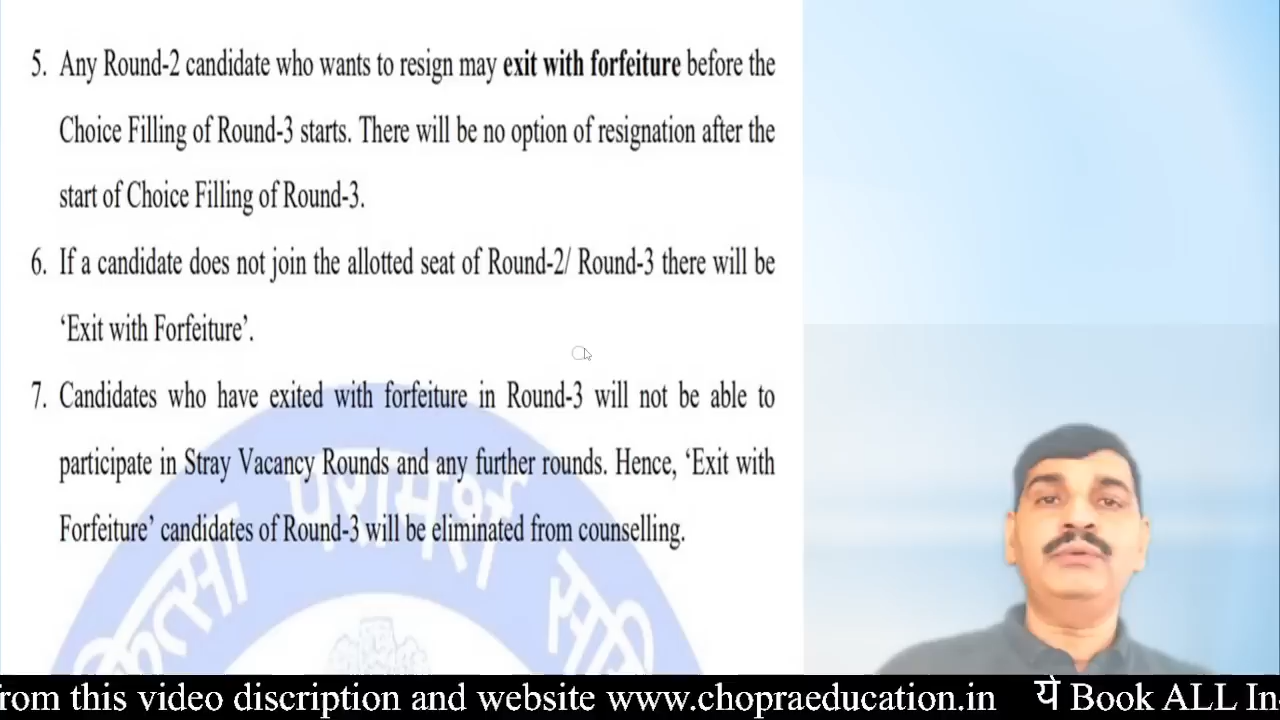 5. Any Round-2 candidate who wants to resign may exit with forfeiture before the
Choice Filling of Round-3 starts. There will be no option of resignation after the
start of Choice Filling of Round-3.
6. If a candidate does not join the allotted seat of Round-2/ Round-3 there will be
‘Exit with Forfeiture’.
7. Candidates who have exited with forfeiture in Round-3 will not be able to
participate in Stray Vacancy Rounds and any further rounds. Hence, ‘Exit with
Forfeiture’ candidates of Round-3 will be eliminated from counselling.
परामर्श
rom this video discription and website www.chopraeducation.in ये Book ALL In